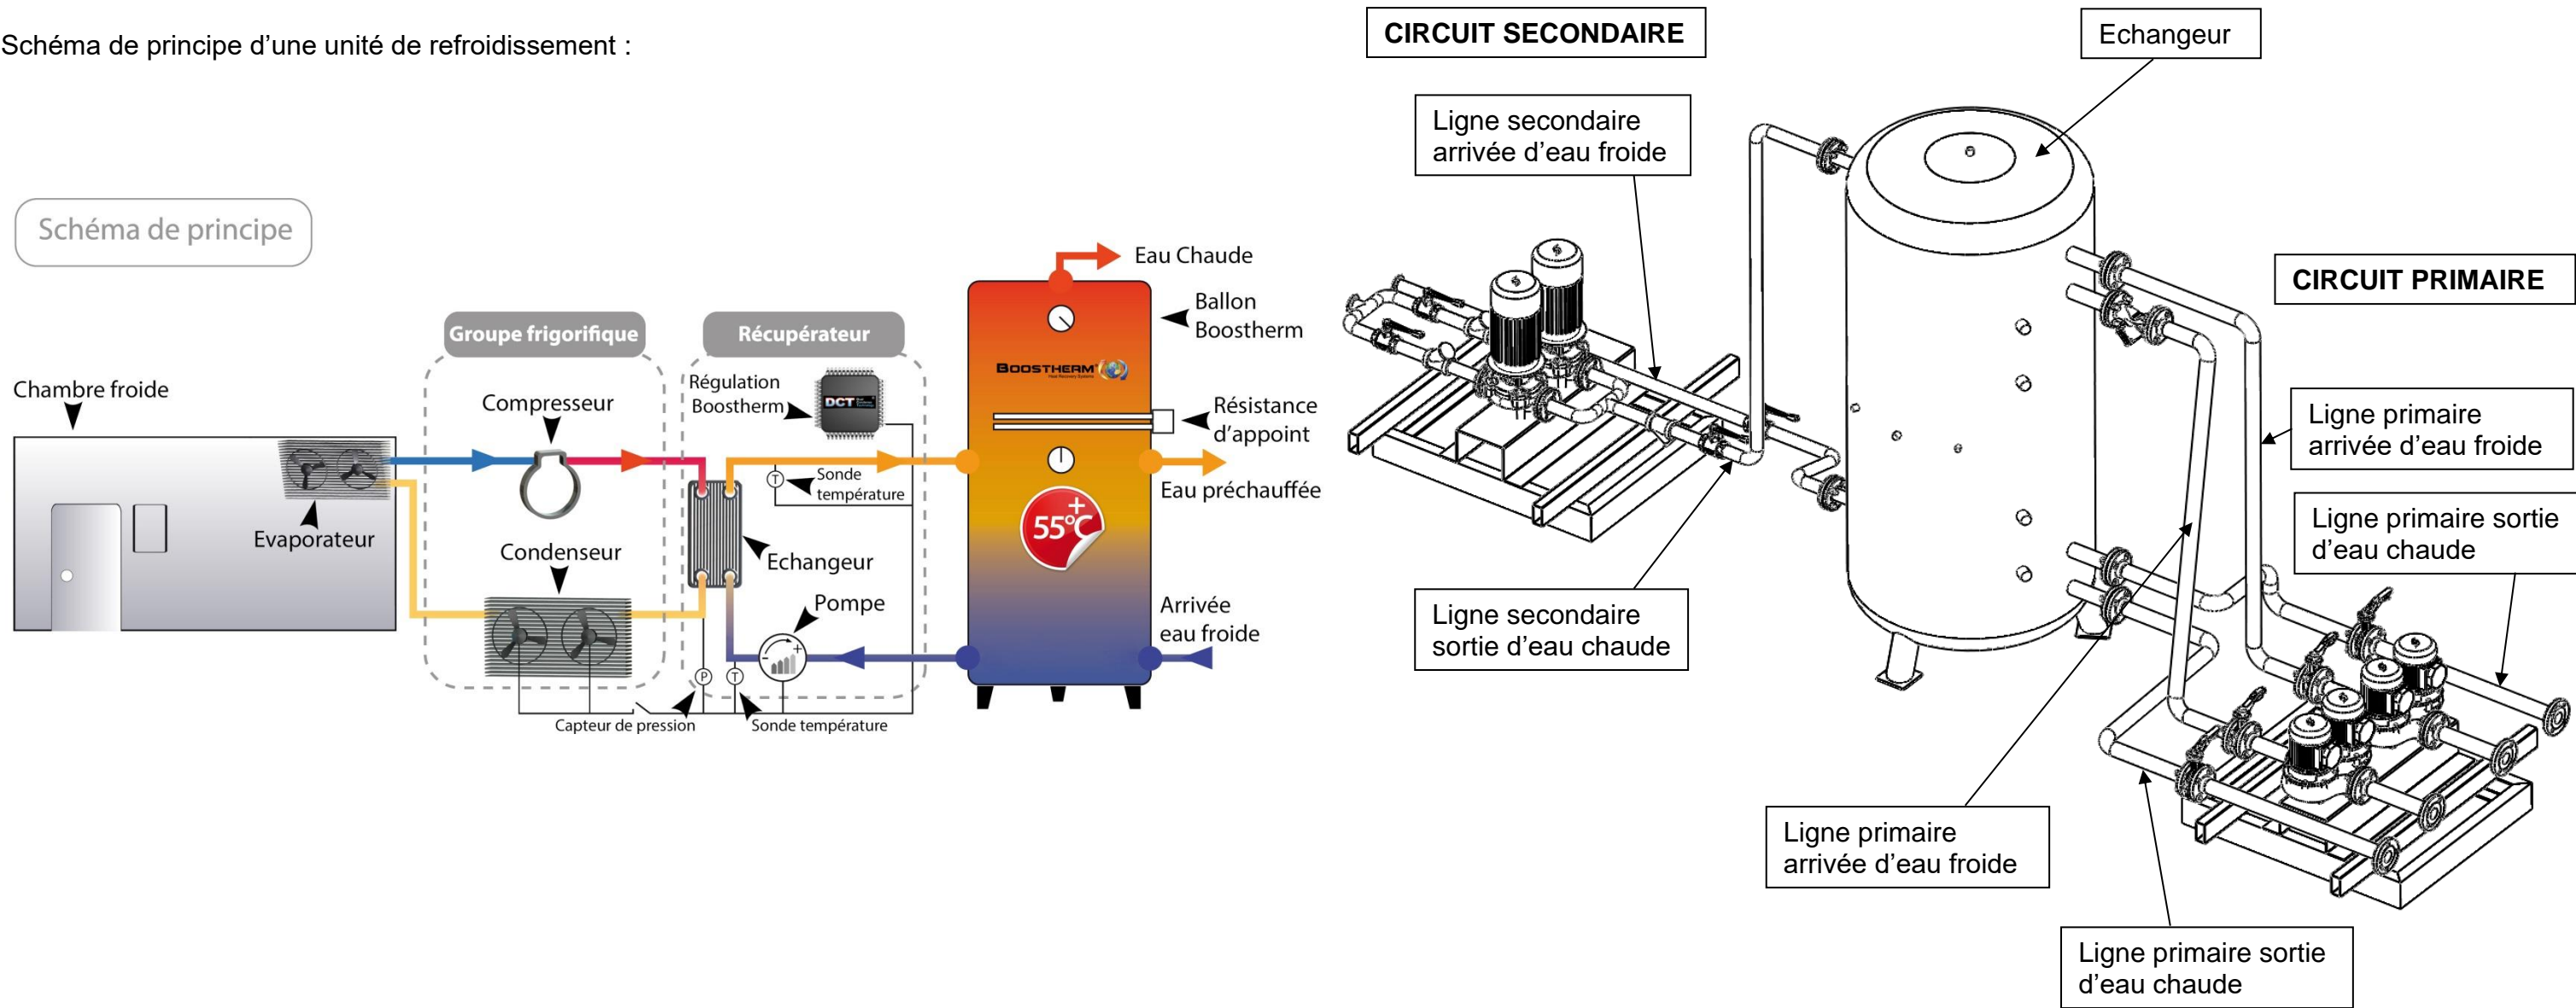 Schéma de principe d’une unité de refroidissement :
Schéma de principe
Chambre froide
Evaporateur
Groupe frigorifique
Compresseur
Condenseur
Récupérateur
Régulation
Boostherm
DCT
Sonde
température
Echangeur
Pompe
- +
T
P
T
Capteur de pression
Sonde température
Eau Chaude
Ballon
Boostherm
BOOSTHERM
Heat Recovery Systems
Résistance
d’appoint
Eau préchauffée
+
55°C
Arrivée
eau froide
CIRCUIT SECONDAIRE
Echangeur
Ligne secondaire
arrivée d’eau froide
CIRCUIT PRIMAIRE
Ligne primaire
arrivée d’eau froide
Ligne primaire sortie
d’eau chaude
Ligne secondaire
sortie d’eau chaude
Ligne primaire
arrivée d’eau froide
Ligne primaire sortie
d’eau chaude